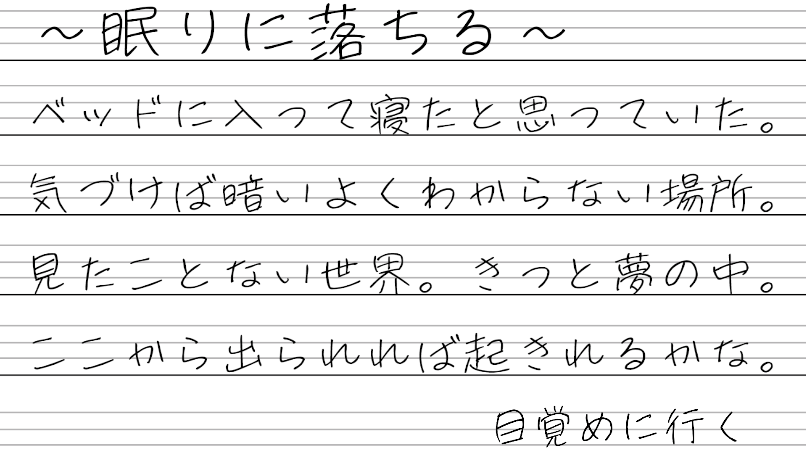 ～眠りに落ちる～
ベッドに入って寝たと思っていた。
気づけば暗いよくわからない場所。
見たことない世界。きっと夢の中。
ここから出られれば起きれるかな。
目覚めに行く